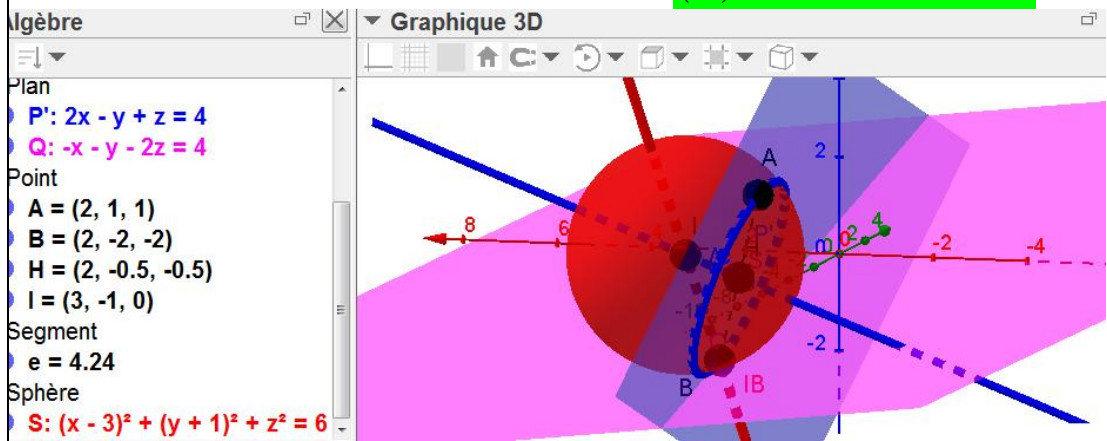 Algèbre
Graphique 3D
Plan
P': 2x - y + z = 4
Q: -x - y - 2z = 4
Point
A = (2, 1, 1)
B = (2, -2, -2)
H = (2, -0.5, -0.5)
I = (3, -1, 0)
Segment
e = 4.24
Sphère
S: (x - 3)² + (y + 1)² + z² = 6
A
2
8
6
4
I
P'
0
2
4
-2
-4
-2
B
IB